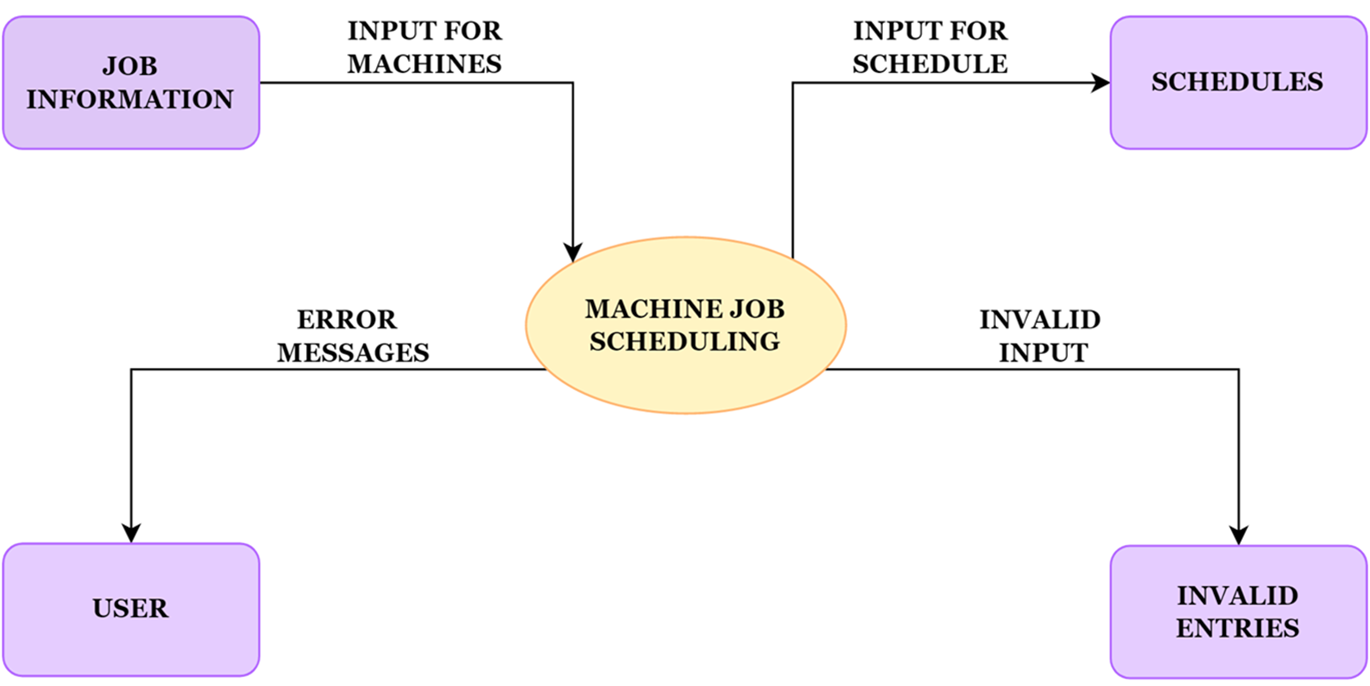 JOB
INFORMATION
INPUT FOR
MACHINES
INPUT FOR
SCHEDULE
SCHEDULES
MACHINE JOB
SCHEDULING
ERROR
MESSAGES
INVALID
INPUT
USER
INVALID
ENTRIES